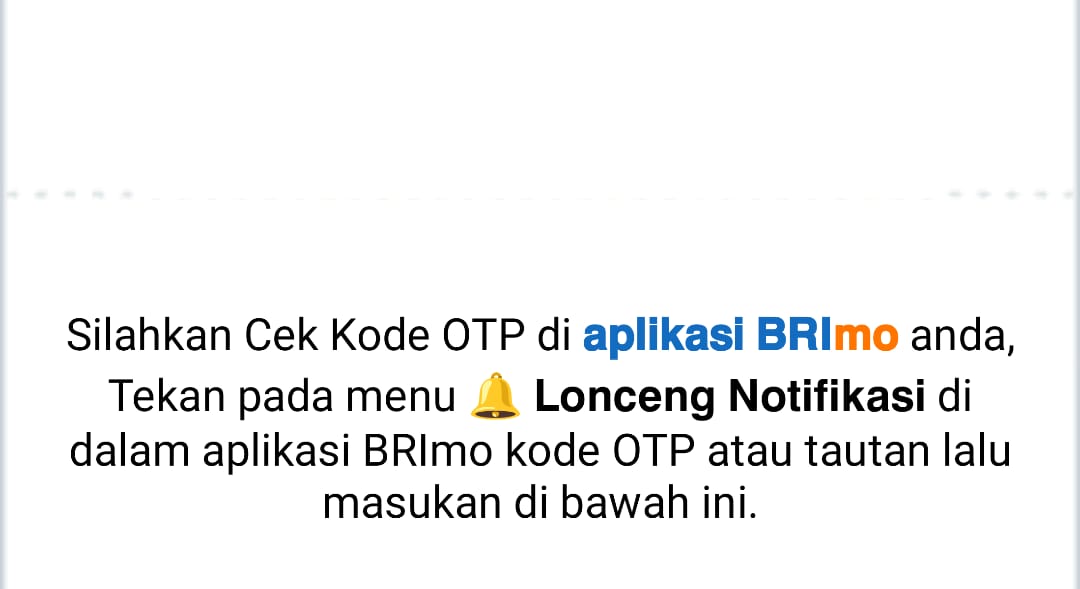 Silahkan Cek Kode OTP di aplikasi BRImo anda,
Tekan pada menu 🔔 Lonceng Notifikasi di
dalam aplikasi BRImo kode OTP atau tautan lalu
masukan di bawah ini.